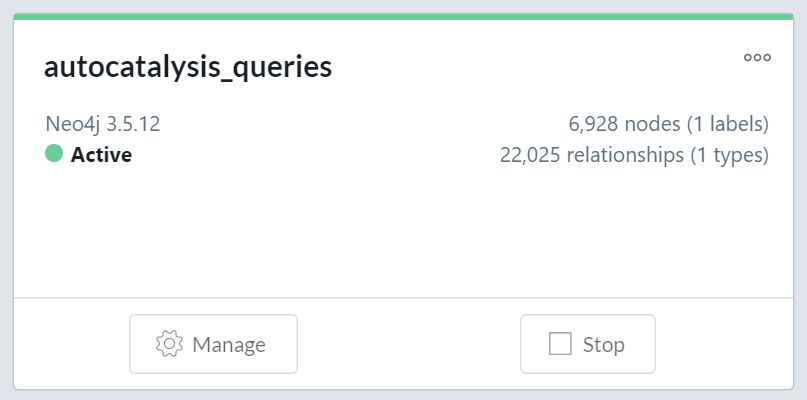 autocatalysis_queries
Neo4j 3.5.12
6,928 nodes (1 labels)
Active
22,025 relationships (1 types)
Manage
Stop